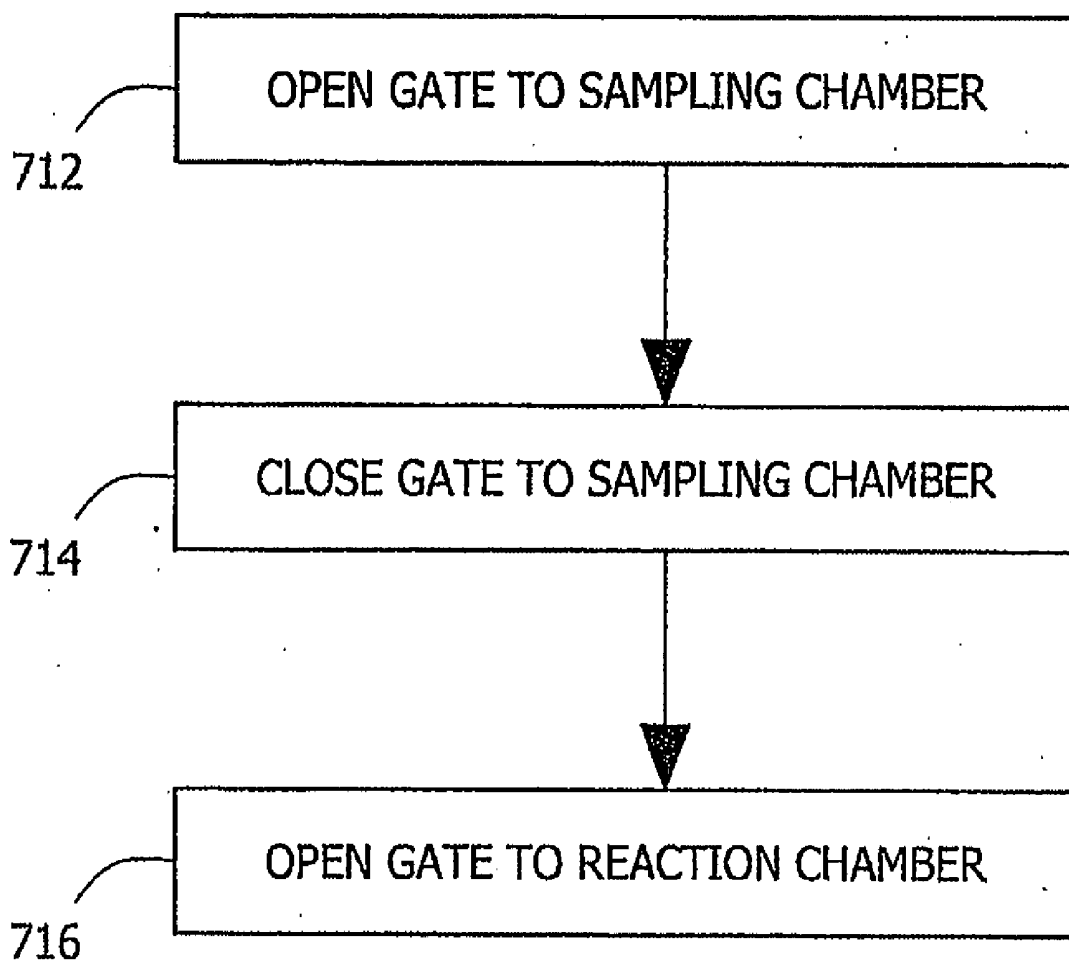 OPEN GATE TO SAMPLING CHAMBER
712
CLOSE GATE TO SAMPLING CHAMBER
714
OPEN GATE TO REACTION CHAMBER
716